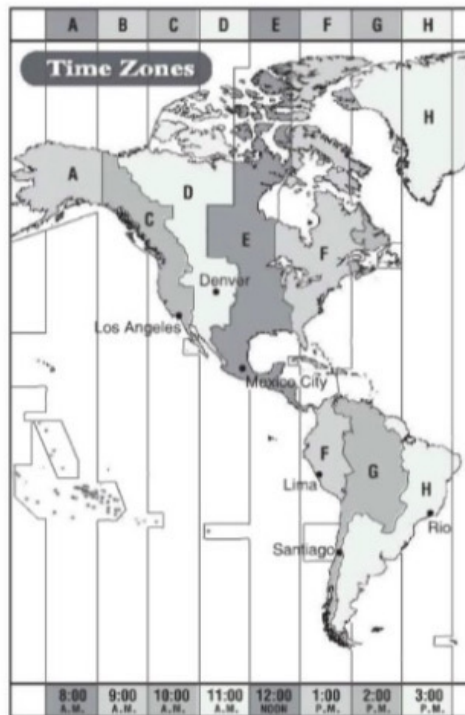 A B C D E F G H
Time Zones
H
A
D
C
E
F
Denver
Los Angeles
Mexico City
F
G
Lima
H
Rio
Santiago
8:00 9:00 10:00 11:00 12:00 1:00 2:00 3:00
A.M. A.M. A.M. A.M. NOON P.M. P.M. P.M.